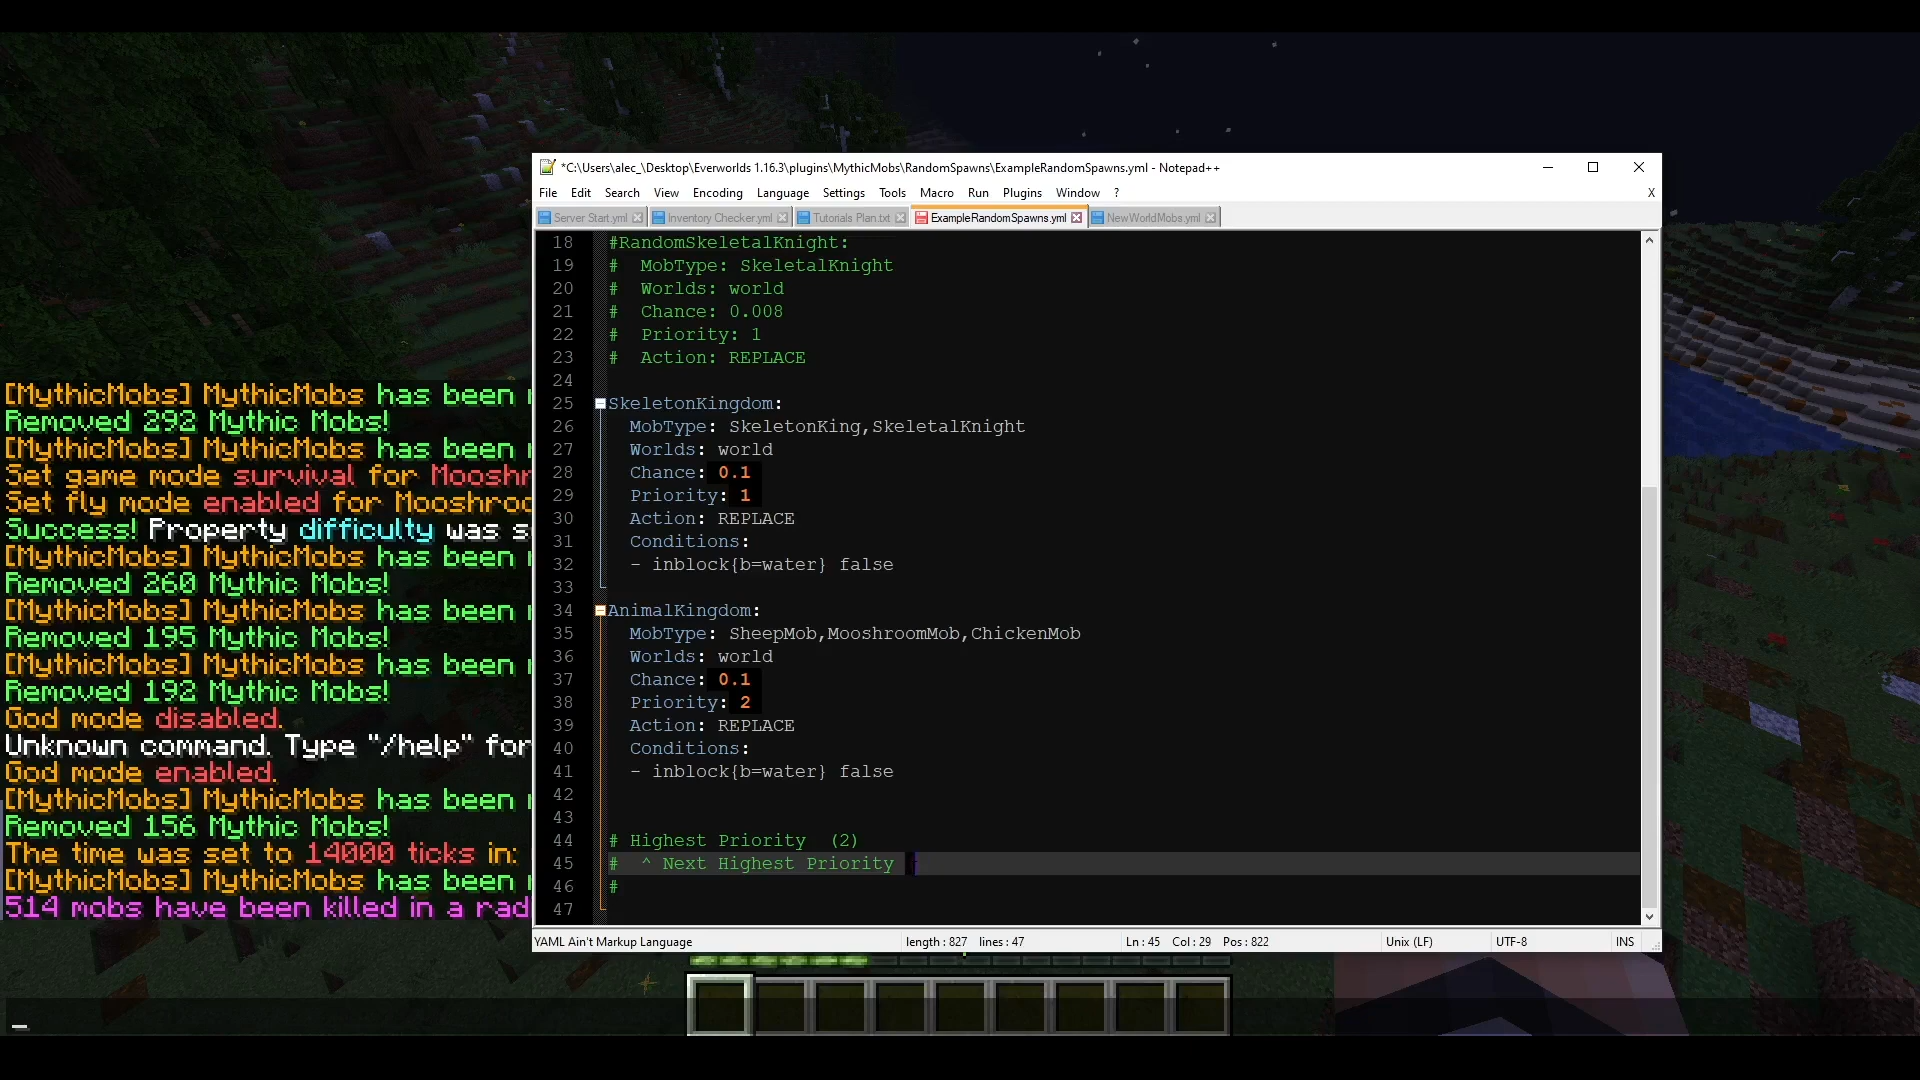 *C:\Users\alec_\Desktop\Everworlds 1.16.3\plugins\MythicMobs\RandomSpawns\ExampleRandomSpawns.yml - Notepad++
File Edit Search View Encoding Language Settings Tools Macro Run Plugins Window ? X
Server Start.yml Inventory Checker.yml Tutorials Plan.txt ExampleRandomSpawns.yml NewWorldMobs.yml
18 #RandomSkeletalKnight:
19 #  MobType: SkeletalKnight
20 #  Worlds: world
21 #  Chance: 0.008
22 #  Priority: 1
23 #  Action: REPLACE
24
25 SkeletonKingdom:
26   MobType: SkeletonKing,SkeletalKnight
27   Worlds: world
28   Chance: 0.1
29   Priority: 1
30   Action: REPLACE
31   Conditions:
32   - inblock{b=water} false
33
34 AnimalKingdom:
35   MobType: SheepMob,MooshroomMob,ChickenMob
36   Worlds: world
37   Chance: 0.1
38   Priority: 2
39   Action: REPLACE
40   Conditions:
41   - inblock{b=water} false
42
43
44 # Highest Priority  (2)
45 #  ^ Next Highest Priority
46 #
47
YAML Ain't Markup Language length : 827 lines : 47 Ln : 45 Col : 29 Pos : 822 Unix (LF) UTF-8 INS
[MythicMobs] MythicMobs has been
Removed 292 Mythic Mobs!
[MythicMobs] MythicMobs has been
Set game mode survival for Mooshr
Set fly mode enabled for Mooshroo
Success! Property difficulty was s
[MythicMobs] MythicMobs has been
Removed 260 Mythic Mobs!
[MythicMobs] MythicMobs has been
Removed 195 Mythic Mobs!
[MythicMobs] MythicMobs has been
Removed 192 Mythic Mobs!
God mode disabled.
Unknown command. Type "/help" for
God mode enabled.
[MythicMobs] MythicMobs has been
Removed 156 Mythic Mobs!
The time was set to 14000 ticks in:
[MythicMobs] MythicMobs has been
514 mobs have been killed in a rad